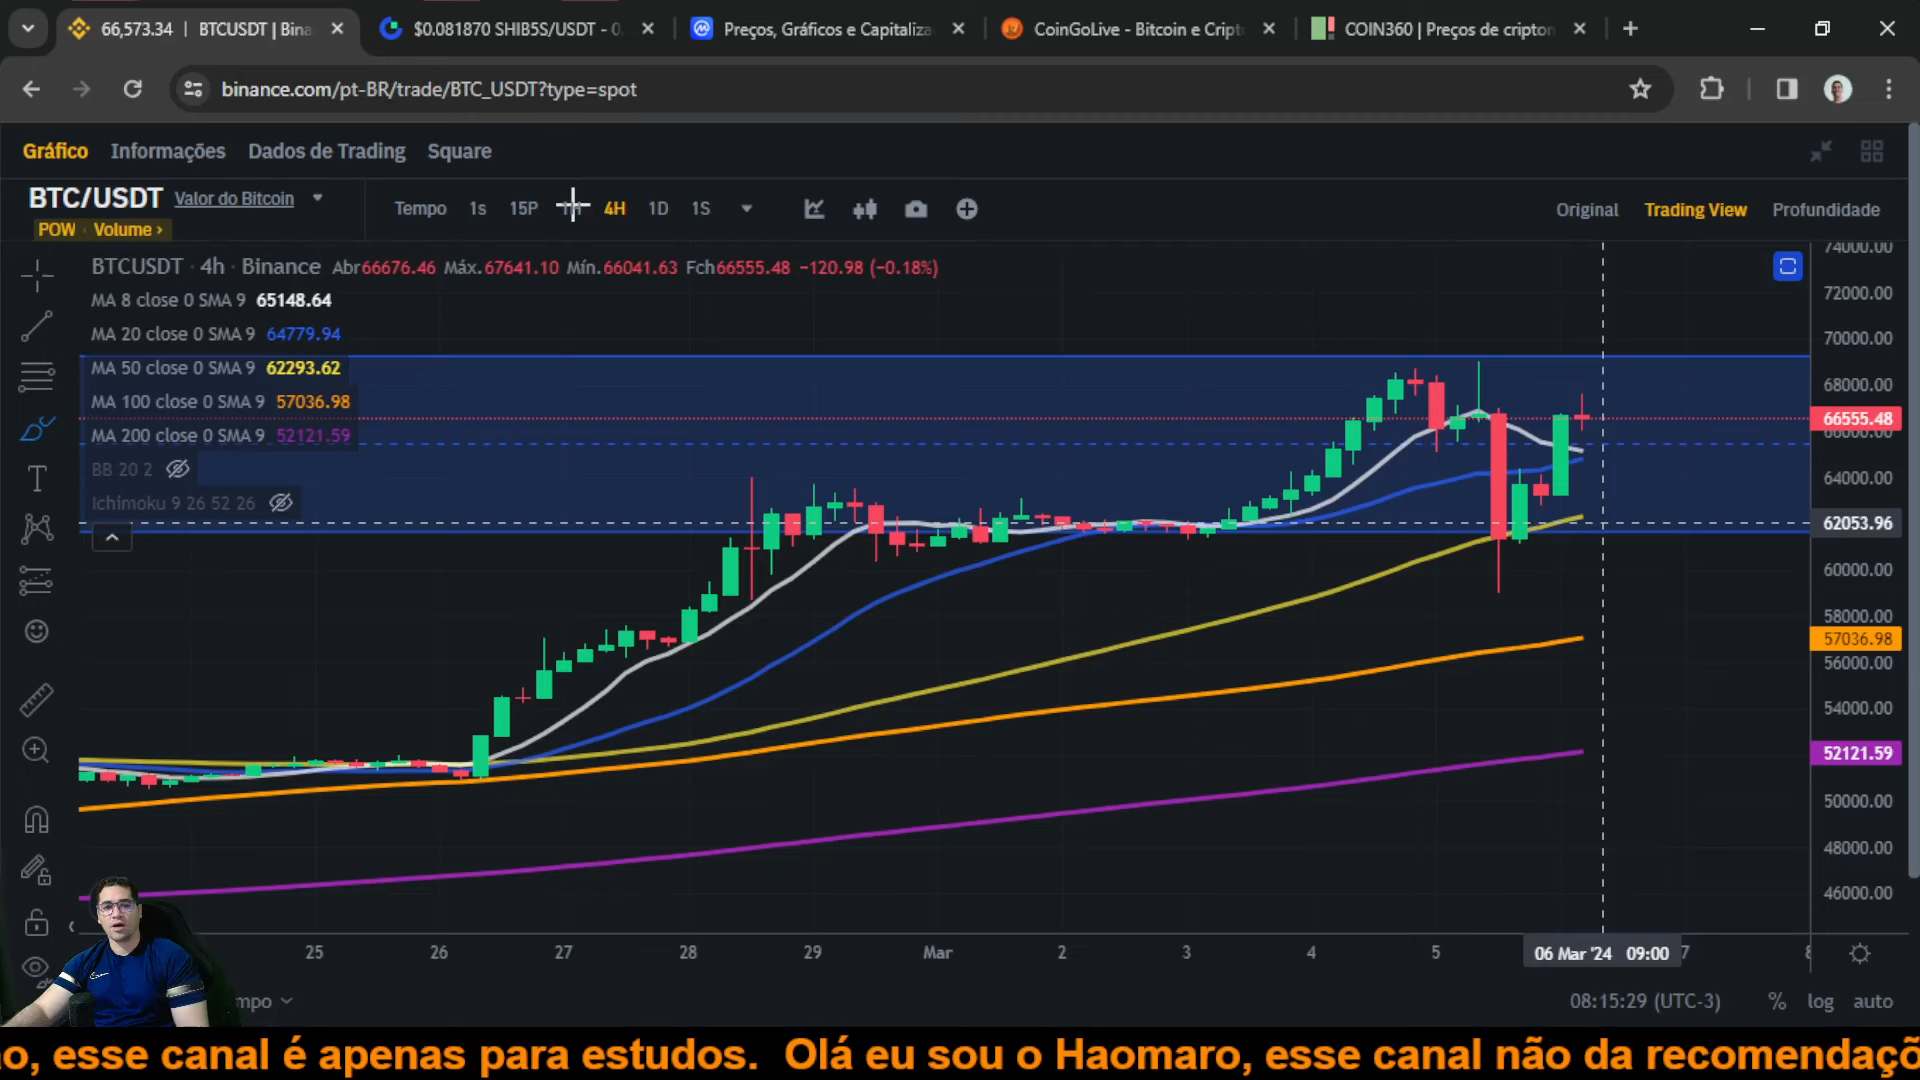 66,573.34 | BTCUSDT | Bina
$0.081870 SHIB5S/USDT - 0.
Preços, Gráficos e Capitaliza
CoinGoLive - Bitcoin e Cript
COIN360 | Preços de cripton
binance.com/pt-BR/trade/BTC_USDT?type=spot
Gráfico Informações Dados de Trading Square
BTC/USDT Valor do Bitcoin
POW Volume ›
Tempo 1s 15P 4H 1D 1S
Original Trading View Profundidade
BTCUSDT · 4h · Binance Abr66676.46 Máx.67641.10 Mín.66041.63 Fch66555.48 −120.98 (−0.18%)
MA 8 close 0 SMA 9 65148.64
MA 20 close 0 SMA 9 64779.94
MA 50 close 0 SMA 9 62293.62
MA 100 close 0 SMA 9 57036.98
MA 200 close 0 SMA 9 52121.59
BB 20 2
Ichimoku 9 26 52 26
74000.00
72000.00
70000.00
68000.00
66555.48
66000.00
64000.00
62053.96
60000.00
58000.00
57036.98
56000.00
54000.00
52121.59
50000.00
48000.00
46000.00
25 26 27 28 29 Mar 2 3 4 5 06 Mar '24 09:00 7 8
mpo
08:15:29 (UTC-3) % log auto
o, esse canal é apenas para estudos. Olá eu sou o Haomaro, esse canal não da recomendaçõ